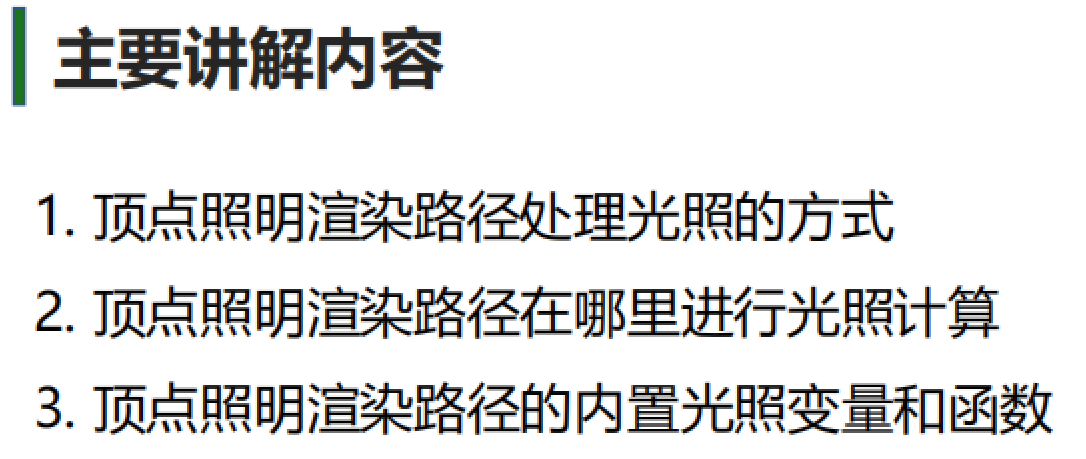 主要讲解内容
1. 顶点照明渲染路径处理光照的方式
2. 顶点照明渲染路径在哪里进行光照计算
3. 顶点照明渲染路径的内置光照变量和函数